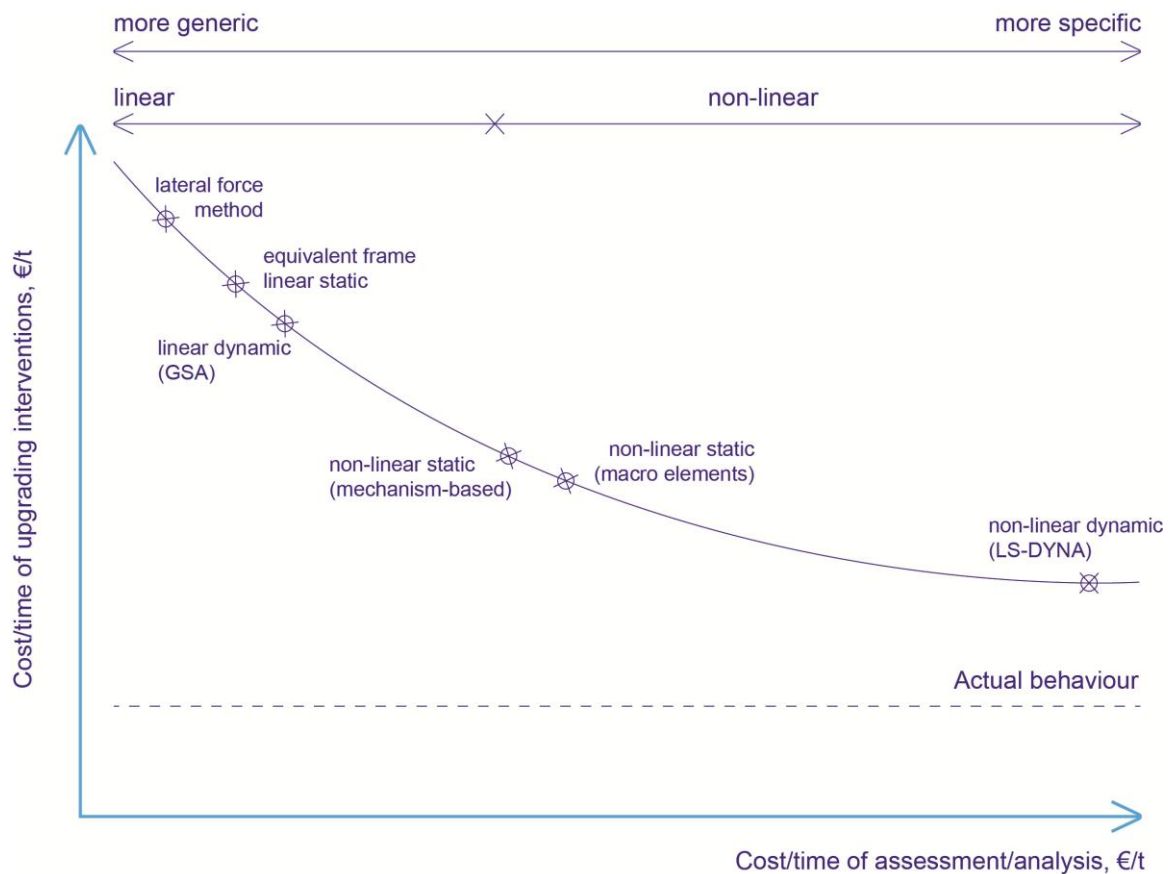 more generic
more specific
linear
non-linear
lateral force
method
equivalent frame
linear static
linear dynamic
(GSA)
non-linear static
(mechanism-based)
non-linear static
(macro elements)
non-linear dynamic
(LS-DYNA)
Actual behaviour
Cost/time of upgrading interventions, €/t
Cost/time of assessment/analysis, €/t